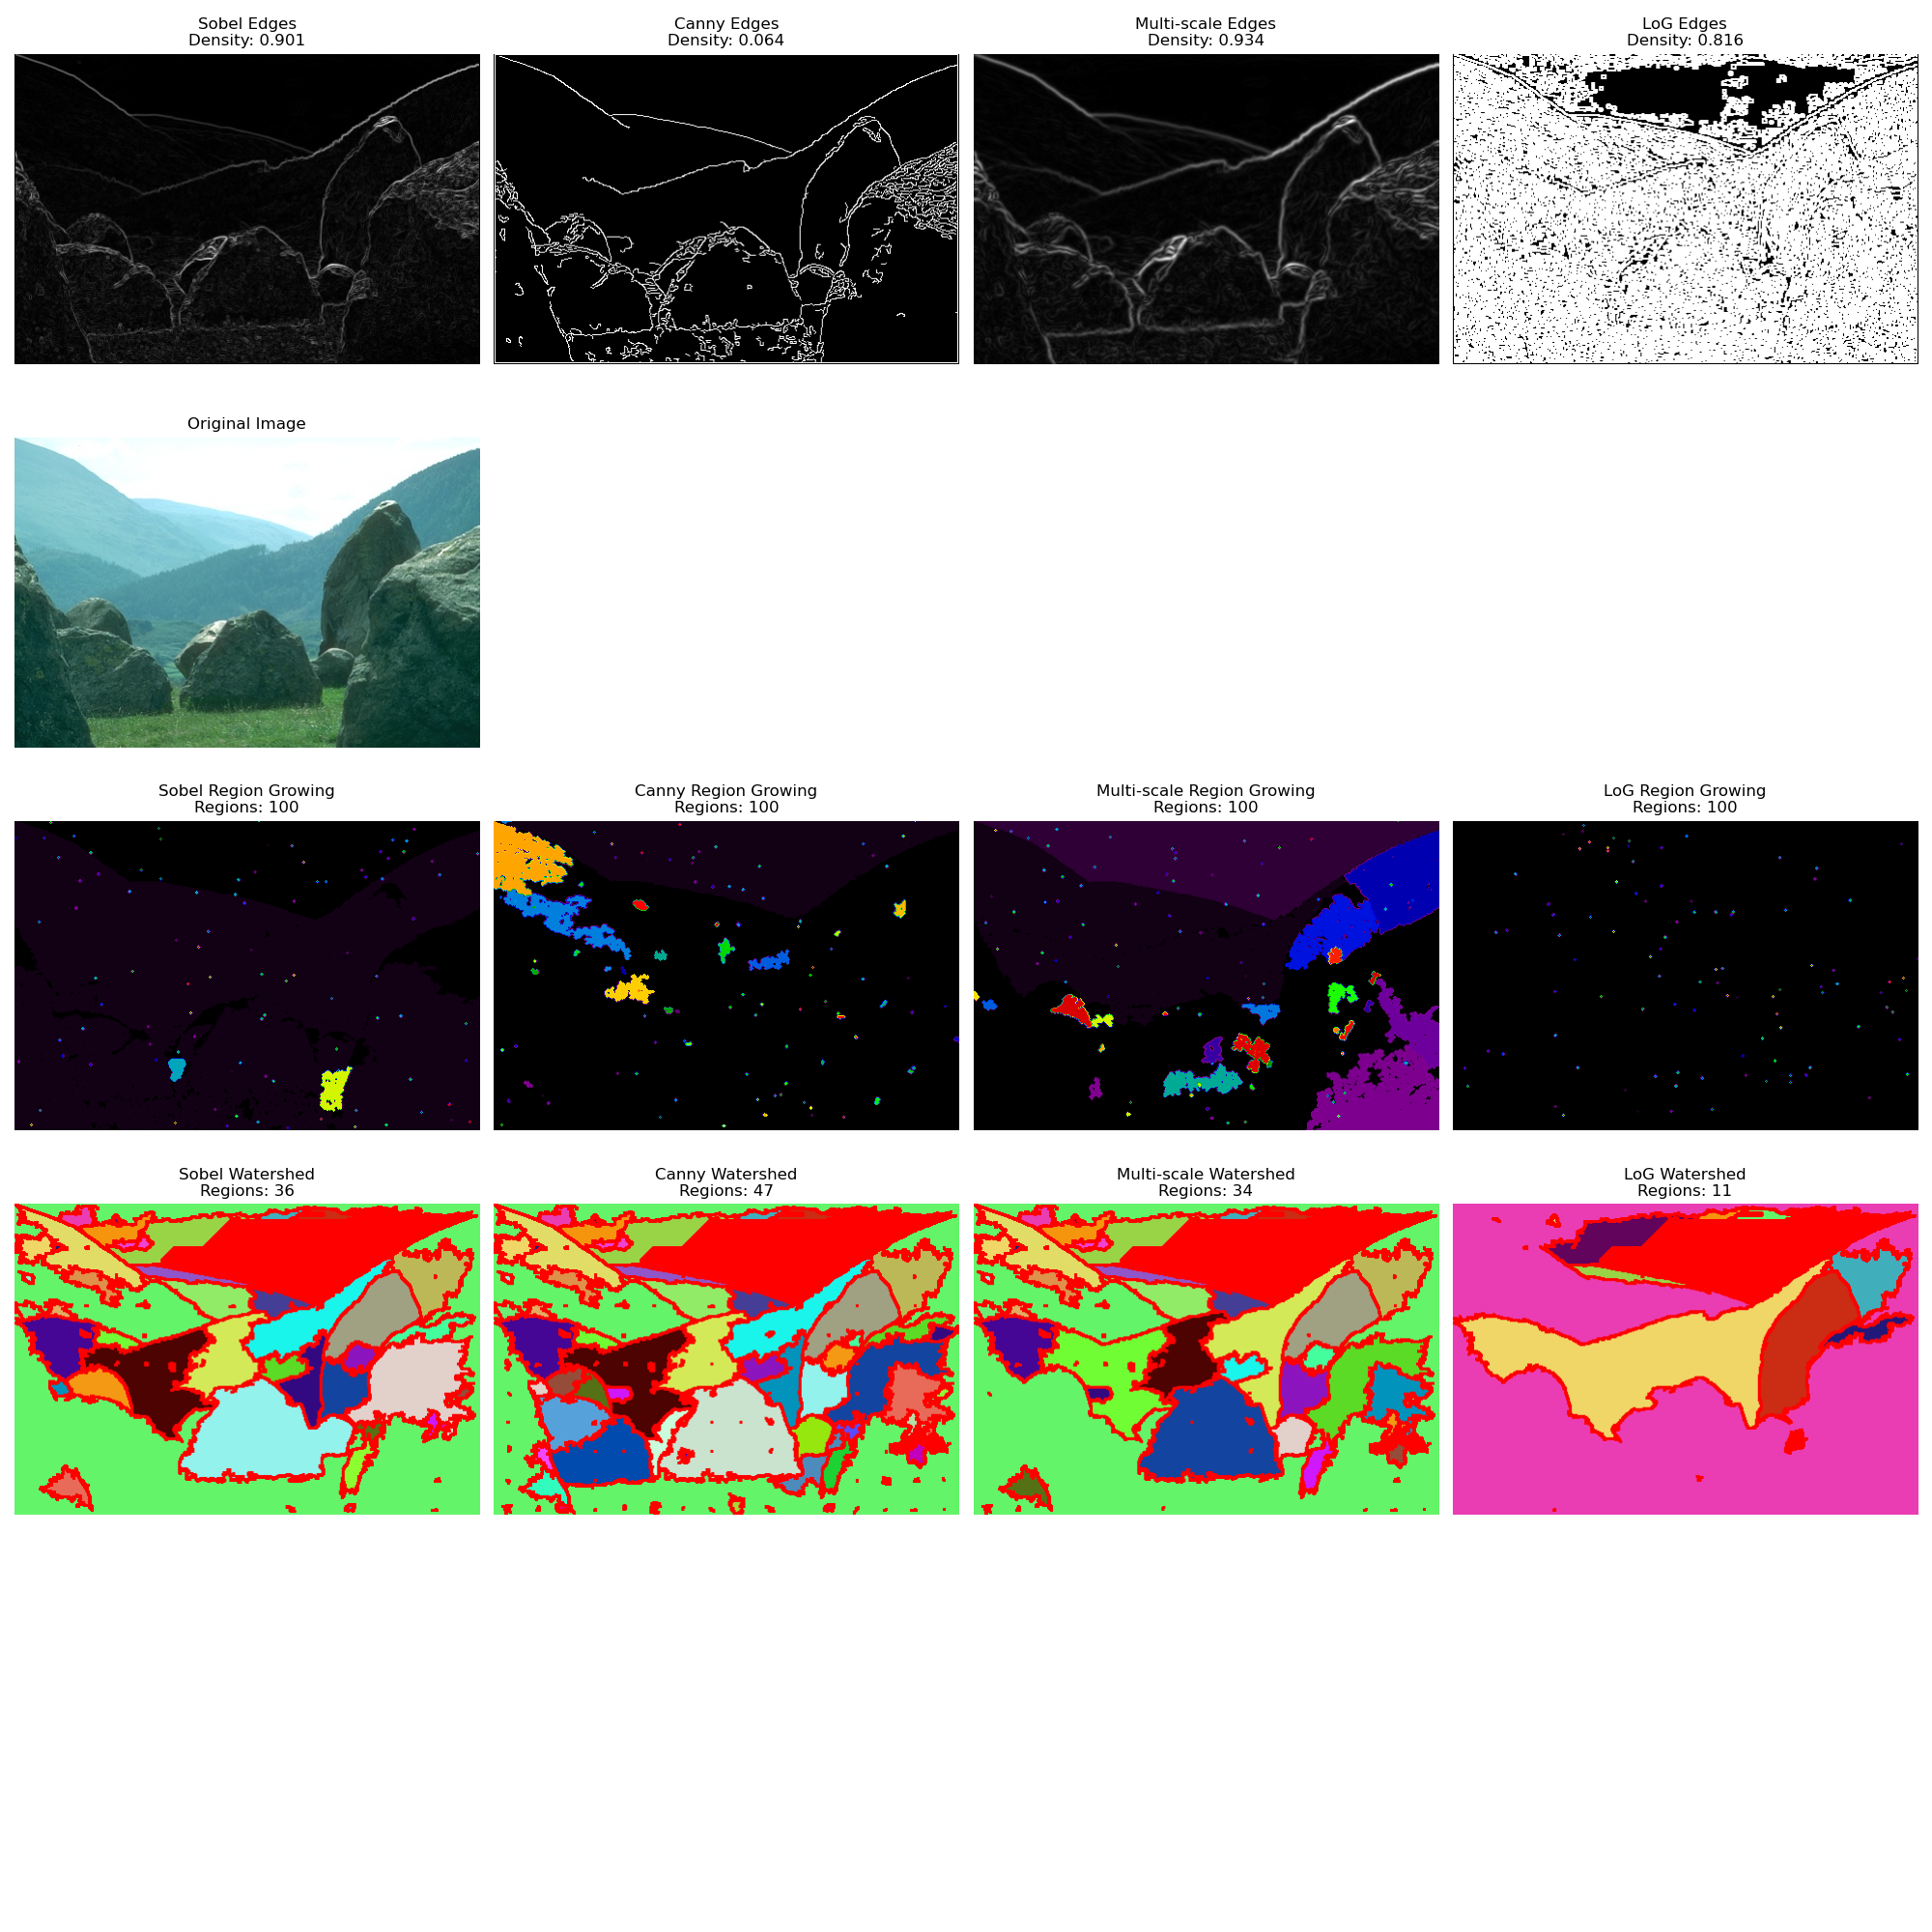 Sobel Edges
Density: 0.901
Canny Edges
Density: 0.064
Multi-scale Edges
Density: 0.934
LoG Edges
Density: 0.816
Original Image
Sobel Region Growing
Regions: 100
Canny Region Growing
Regions: 100
Multi-scale Region Growing
Regions: 100
LoG Region Growing
Regions: 100
Sobel Watershed
Regions: 36
Canny Watershed
Regions: 47
Multi-scale Watershed
Regions: 34
LoG Watershed
Regions: 11